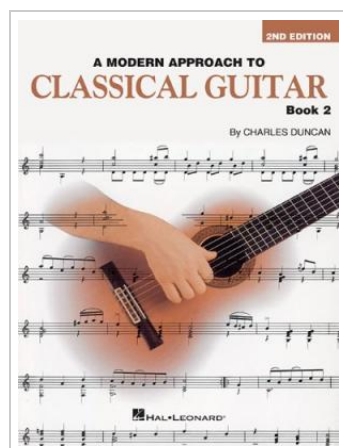 2ND EDITION
A MODERN APPROACH TO
CLASSICAL GUITAR
Book 2
By CHARLES DUNCAN
HAL•LEONARD®